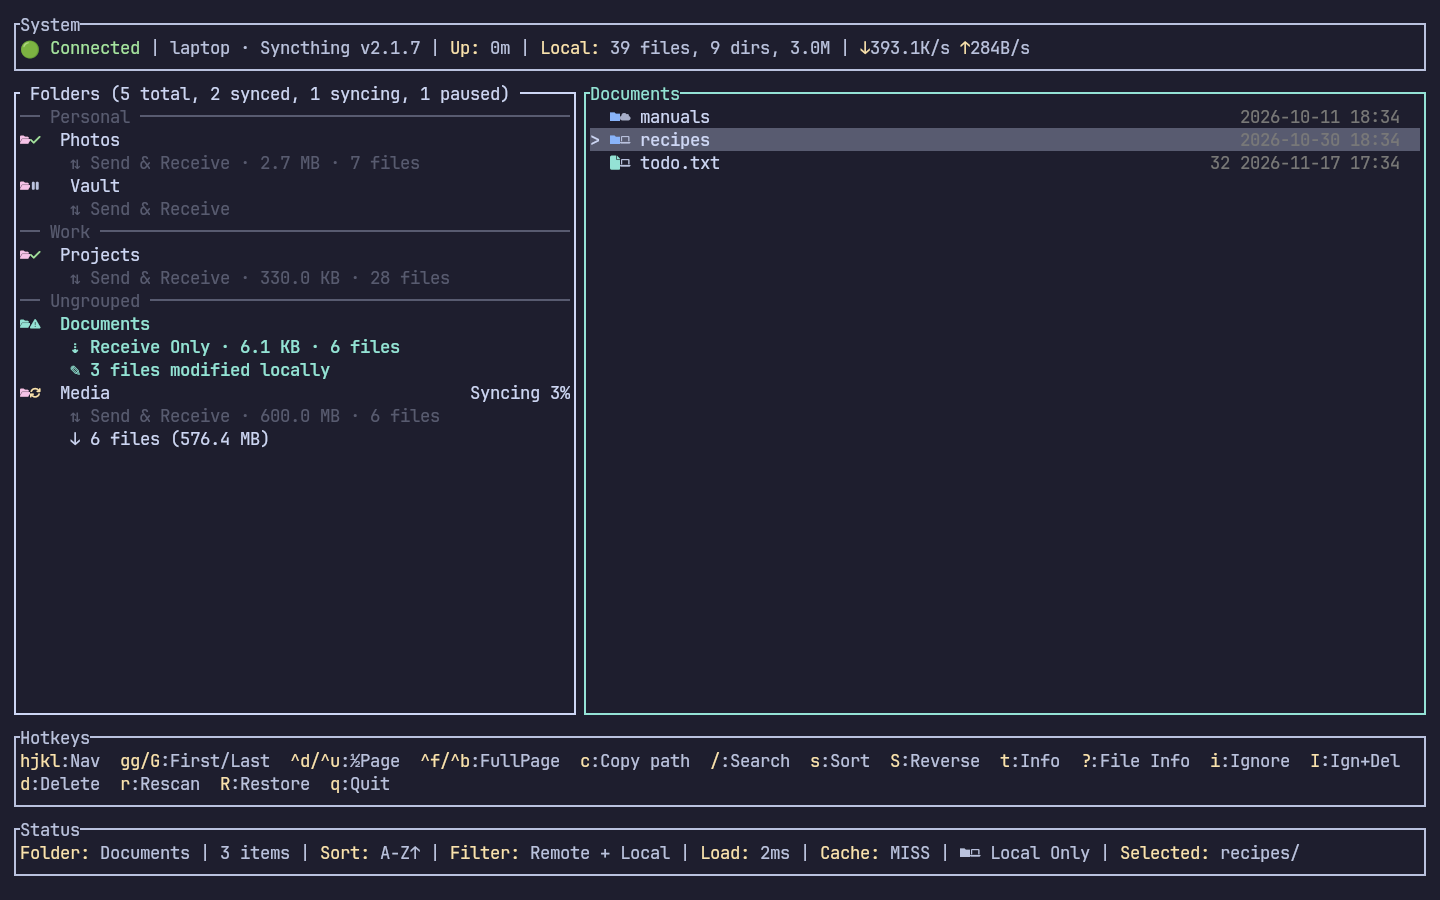 System
Connected | laptop · Syncthing v2.1.7 | Up: 0m | Local: 39 files, 9 dirs, 3.0M | ↓393.1K/s ↑284B/s
Folders (5 total, 2 synced, 1 syncing, 1 paused)
Personal
Photos
⇅ Send & Receive · 2.7 MB · 7 files
Vault
⇅ Send & Receive
Work
Projects
⇅ Send & Receive · 330.0 KB · 28 files
Ungrouped
Documents
⇣ Receive Only · 6.1 KB · 6 files
✎ 3 files modified locally
Media Syncing 3%
⇅ Send & Receive · 600.0 MB · 6 files
↓ 6 files (576.4 MB)
Documents
manuals 2026-10-11 18:34
> recipes 2026-10-30 18:34
todo.txt 32 2026-11-17 17:34
Hotkeys
hjkl:Nav gg/G:First/Last ^d/^u:½Page ^f/^b:FullPage c:Copy path /:Search s:Sort S:Reverse t:Info ?:File Info i:Ignore I:Ign+Del
d:Delete r:Rescan R:Restore q:Quit
Status
Folder: Documents | 3 items | Sort: A-Z↑ | Filter: Remote + Local | Load: 2ms | Cache: MISS | Local Only | Selected: recipes/